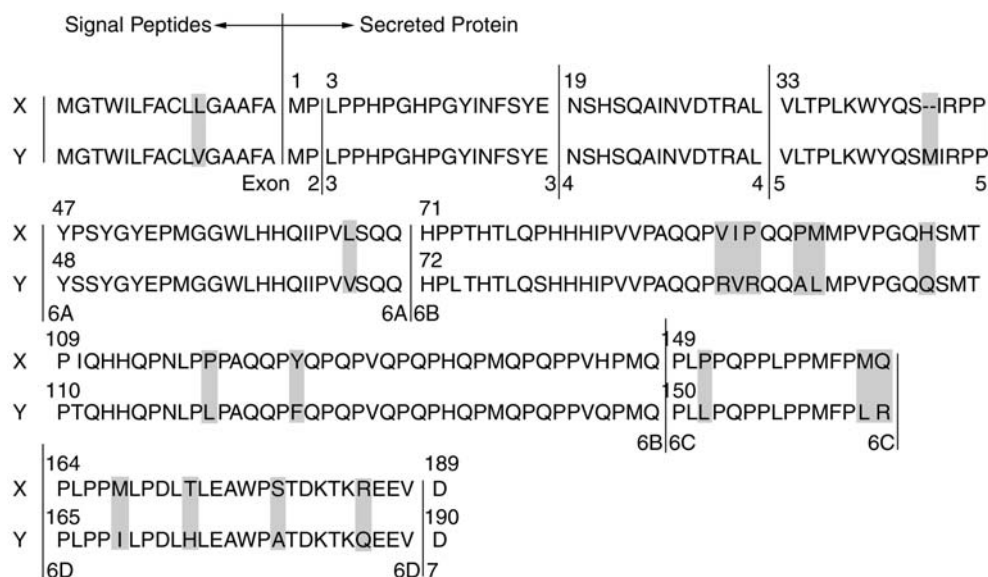 Signal Peptides Secreted Protein
1 3 19 33
X MGTWILFACLLGAAFA MP LPPHPGHPGYINFSYE NSHSQAINVDTRAL VLTPLKWYQS--IRPP
Y MGTWILFACLVGAAFA MP LPPHPGHPGYINFSYE NSHSQAINVDTRAL VLTPLKWYQSMIRPP
Exon 2 3 3 4 4 5 5
47 71
X YPSYGYEPMGGWLHHQIIPVLSQQ HPPTHTLQPHHHIPVVPAQQPVIPQQPMMPVPGQHSMT
48 72
Y YSSYGYEPMGGWLHHQIIPVVSQQ HPLTHTLQSHHHIPVVPAQQPRVRQQALMPVPGQQSMT
6A 6A 6B
109 149
X PIQHHQPNLPPPAQQPYQPQPVQPQPHQPMQPQPPVHPMQ PLPPQPPLPPMFPMQ
110 150
Y PTQHHQPNLPLPAQQPFQPQPVQPQPHQPMQPQPPVQPMQ PLLPQPPLPPMFPLR
6B 6C 6C
164 189
X PLPPMLPDLTLEAWPSTDKTKREEV D
165 190
Y PLPPILPDLHLEAWPATDKTKQEEV D
6D 6D 7